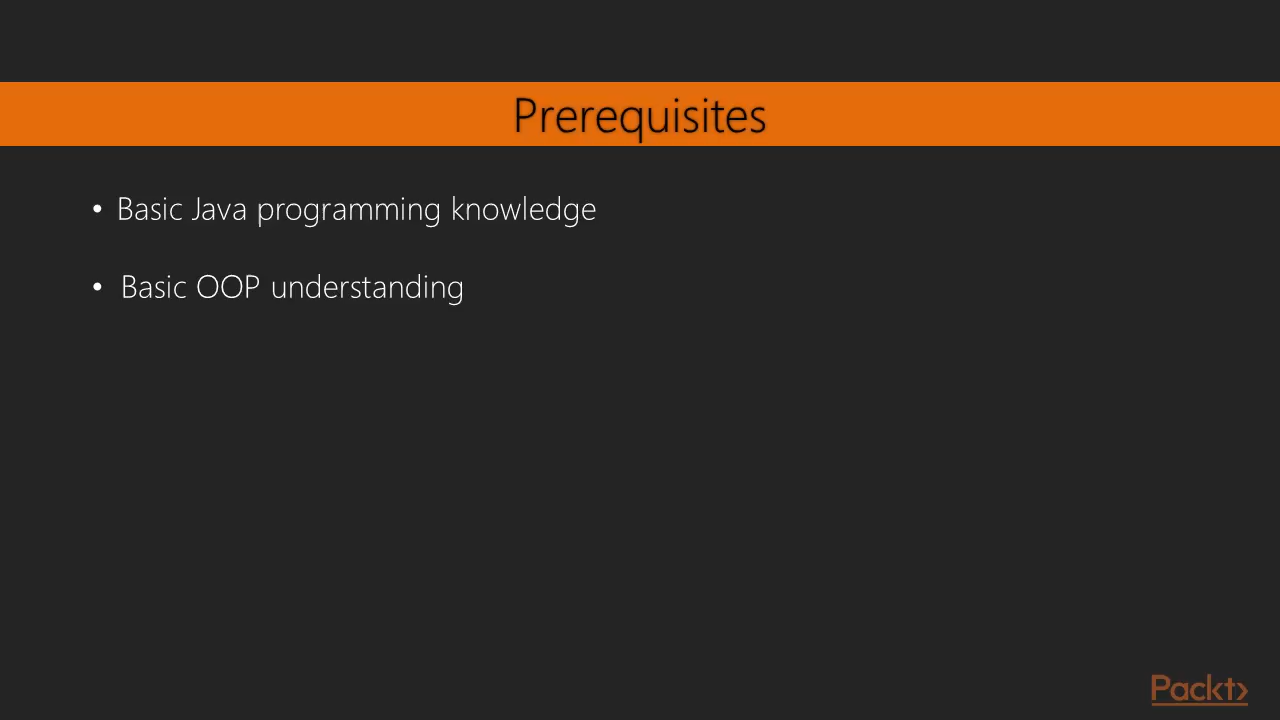 Prerequisites
• Basic Java programming knowledge
• Basic OOP understanding
Packt>